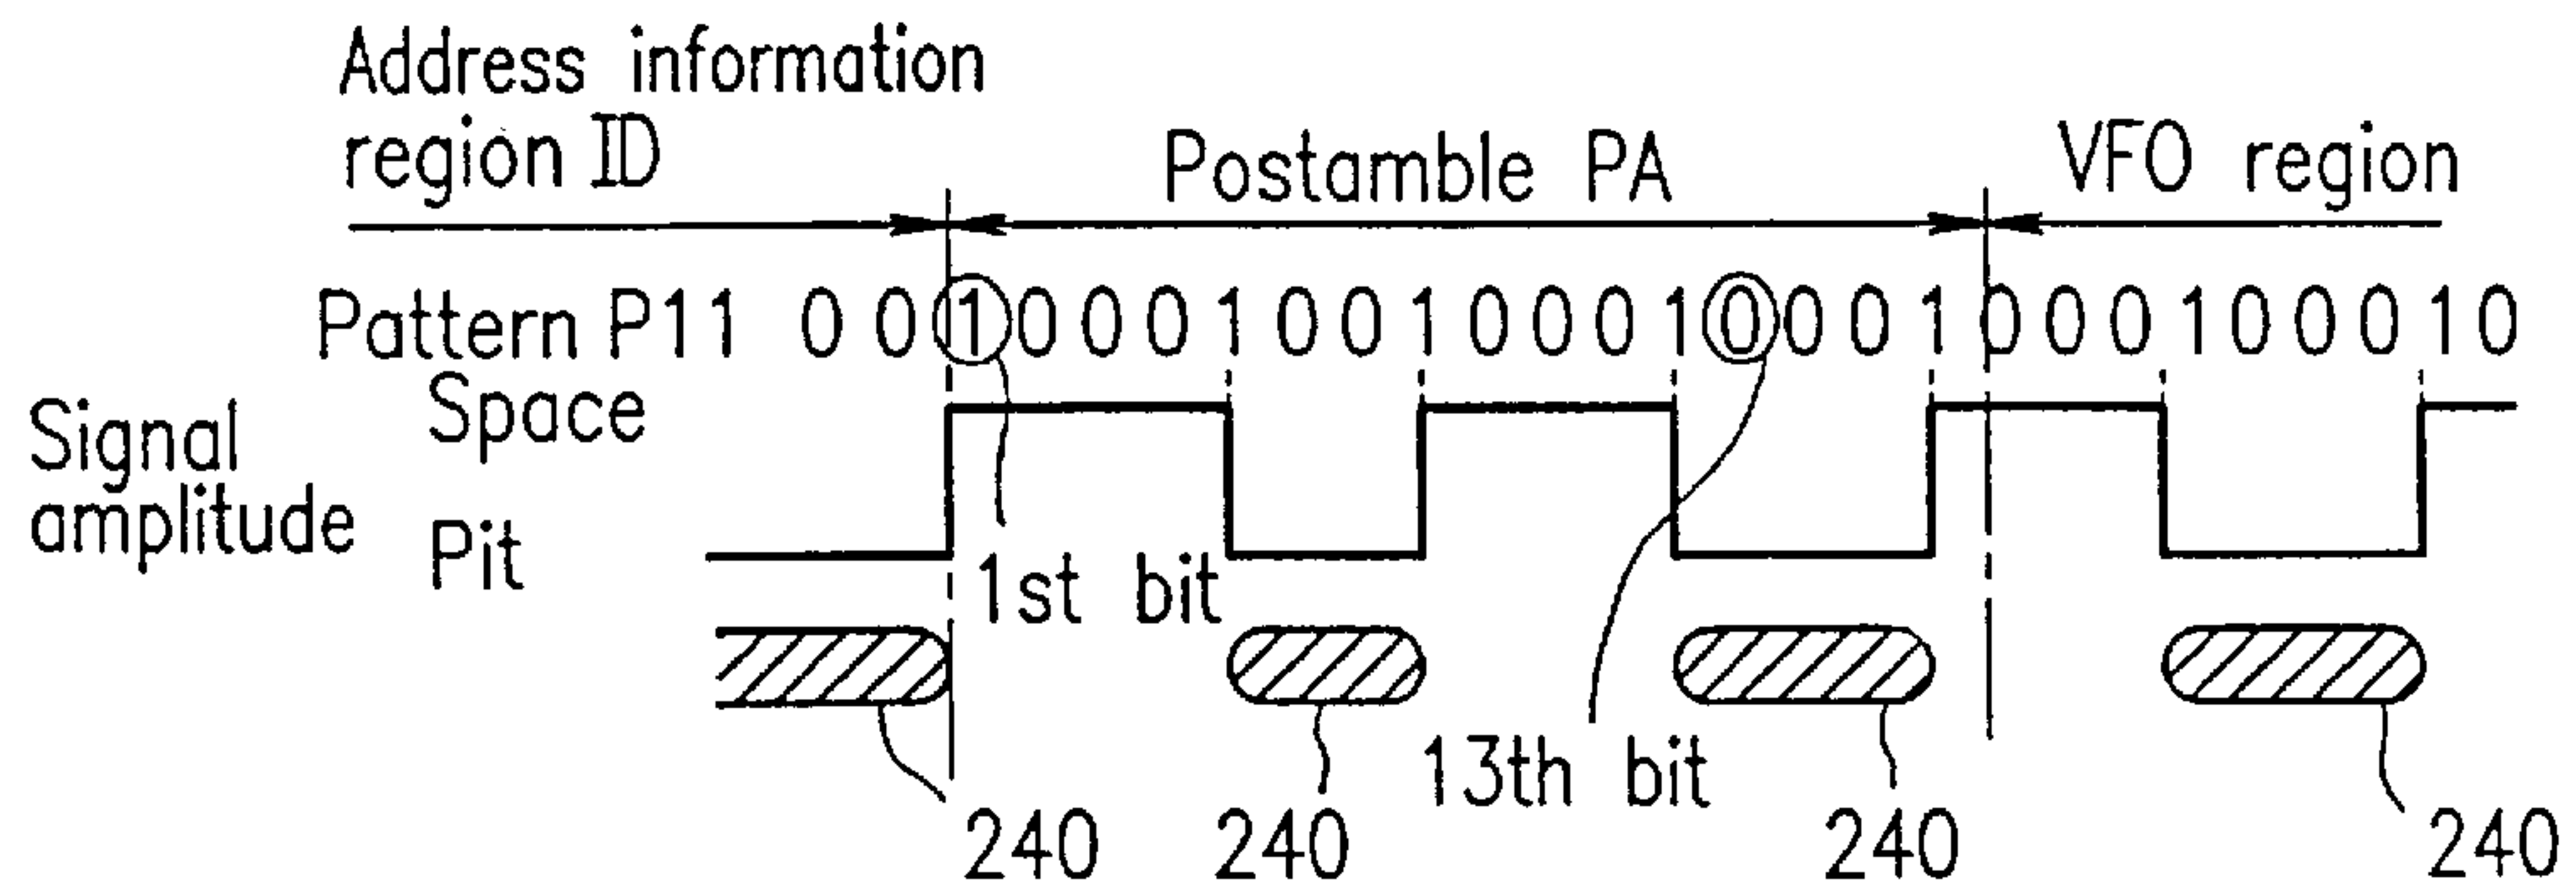 Address information
region ID
Postamble PA
VFO region
Pattern P11 0 0 1 0 0 0 1 0 0 1 0 0 0 1 0 0 0 1 0 0 0 1 0 0 0 1 0
Space
Signal
amplitude
Pit
1st bit
13th bit
240
240
240
240